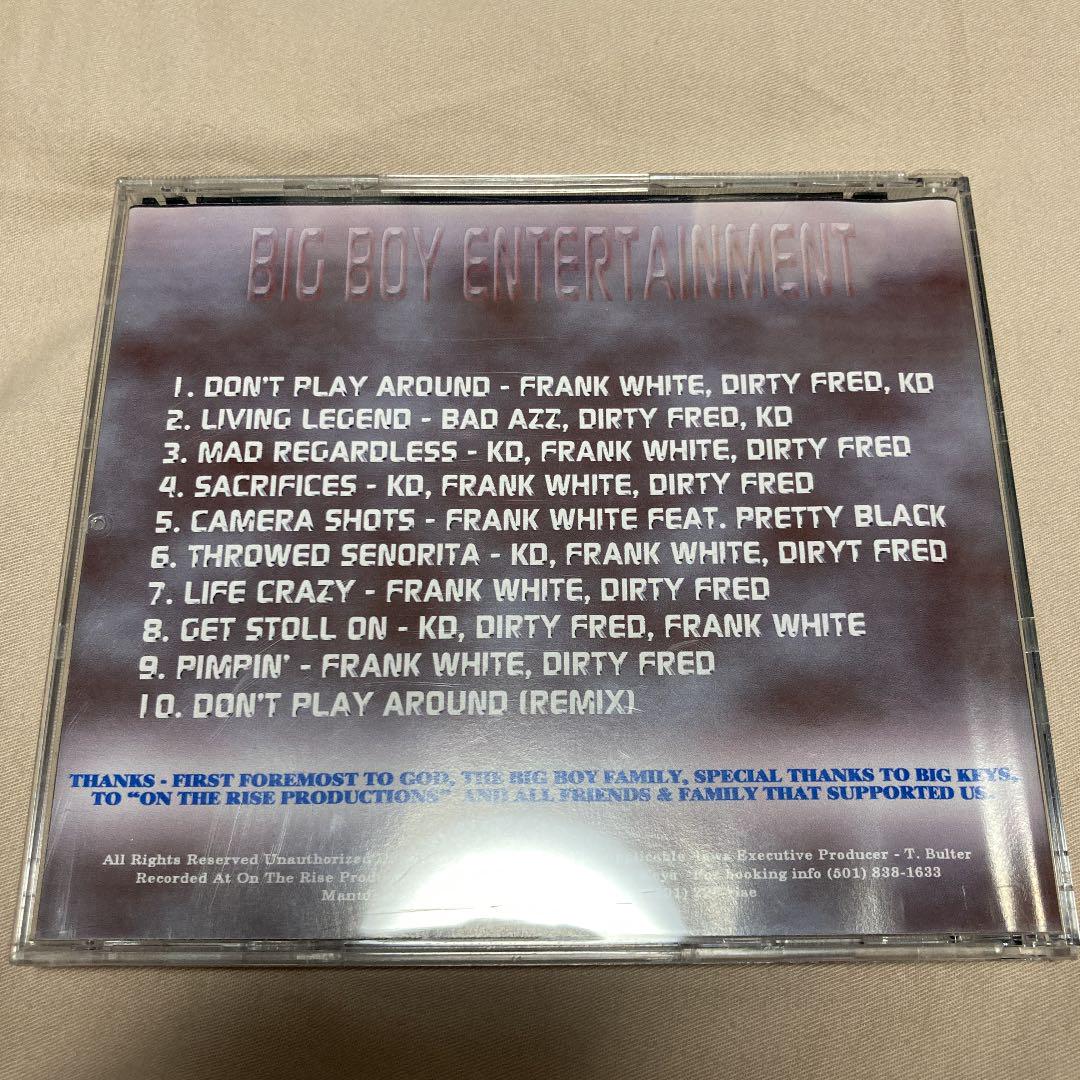 BIG BOY ENTERTAINMENT
1. DON'T PLAY AROUND - FRANK WHITE, DIRTY FRED, KD
2. LIVING LEGEND - BAD AZZ, DIRTY FRED, KD
3. MAD REGARDLESS - KD, FRANK WHITE, DIRTY FRED
4. SACRIFICES - KD, FRANK WHITE, DIRTY FRED
5. CAMERA SHOTS - FRANK WHITE FEAT. PRETTY BLACK
6. THROWED SENORITA - KD, FRANK WHITE, DIRYT FRED
7. LIFE CRAZY - FRANK WHITE, DIRTY FRED
8. GET STOLL ON - KD, DIRTY FRED, FRANK WHITE
9. PIMPIN' - FRANK WHITE, DIRTY FRED
10. DON'T PLAY AROUND (REMIX)
THANKS - FIRST FOREMOST TO GOD, THE BIG BOY FAMILY, SPECIAL THANKS TO BIG KEYS,
TO "ON THE RISE PRODUCTIONS" AND ALL FRIENDS & FAMILY THAT SUPPORTED US.
All Rights Reserved Unauthorized Executive Producer - T. Bulter
Recorded At On The Rise For booking info (501) 838-1633